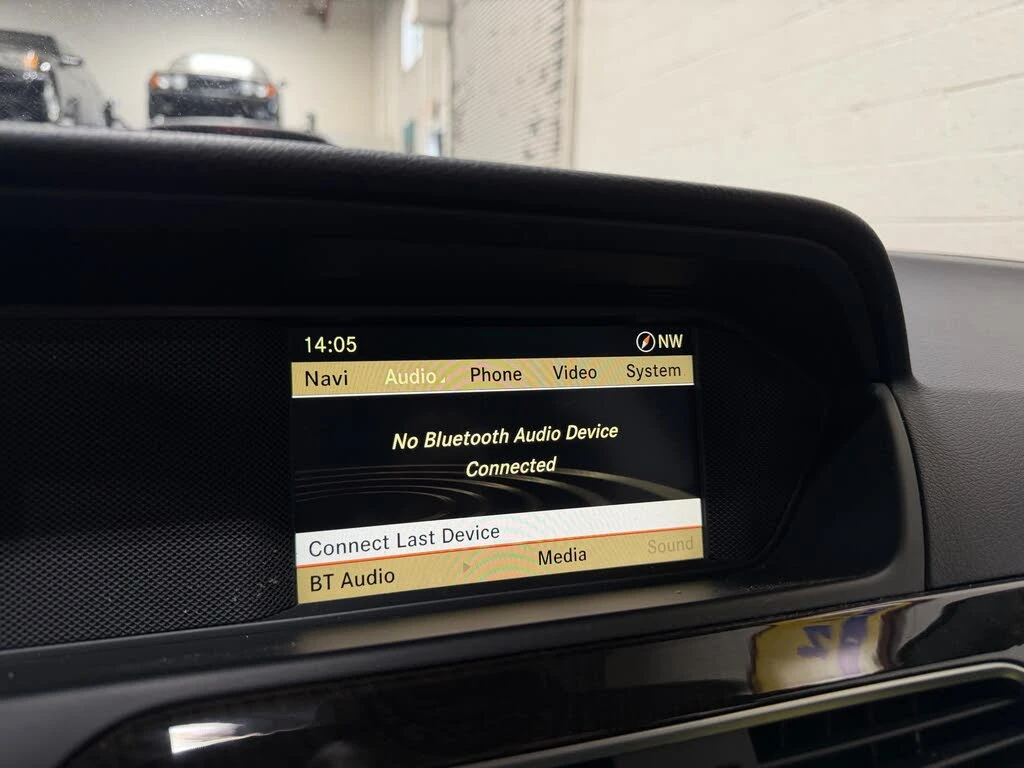 14:05 NW
Navi Audio Phone Video System
No Bluetooth Audio Device
Connected
Connect Last Device
BT Audio Media Sound